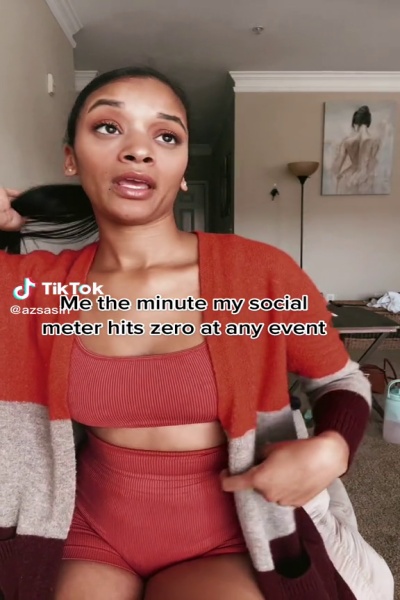 TikTok
@azsasin
Me the minute my social
meter hits zero at any event